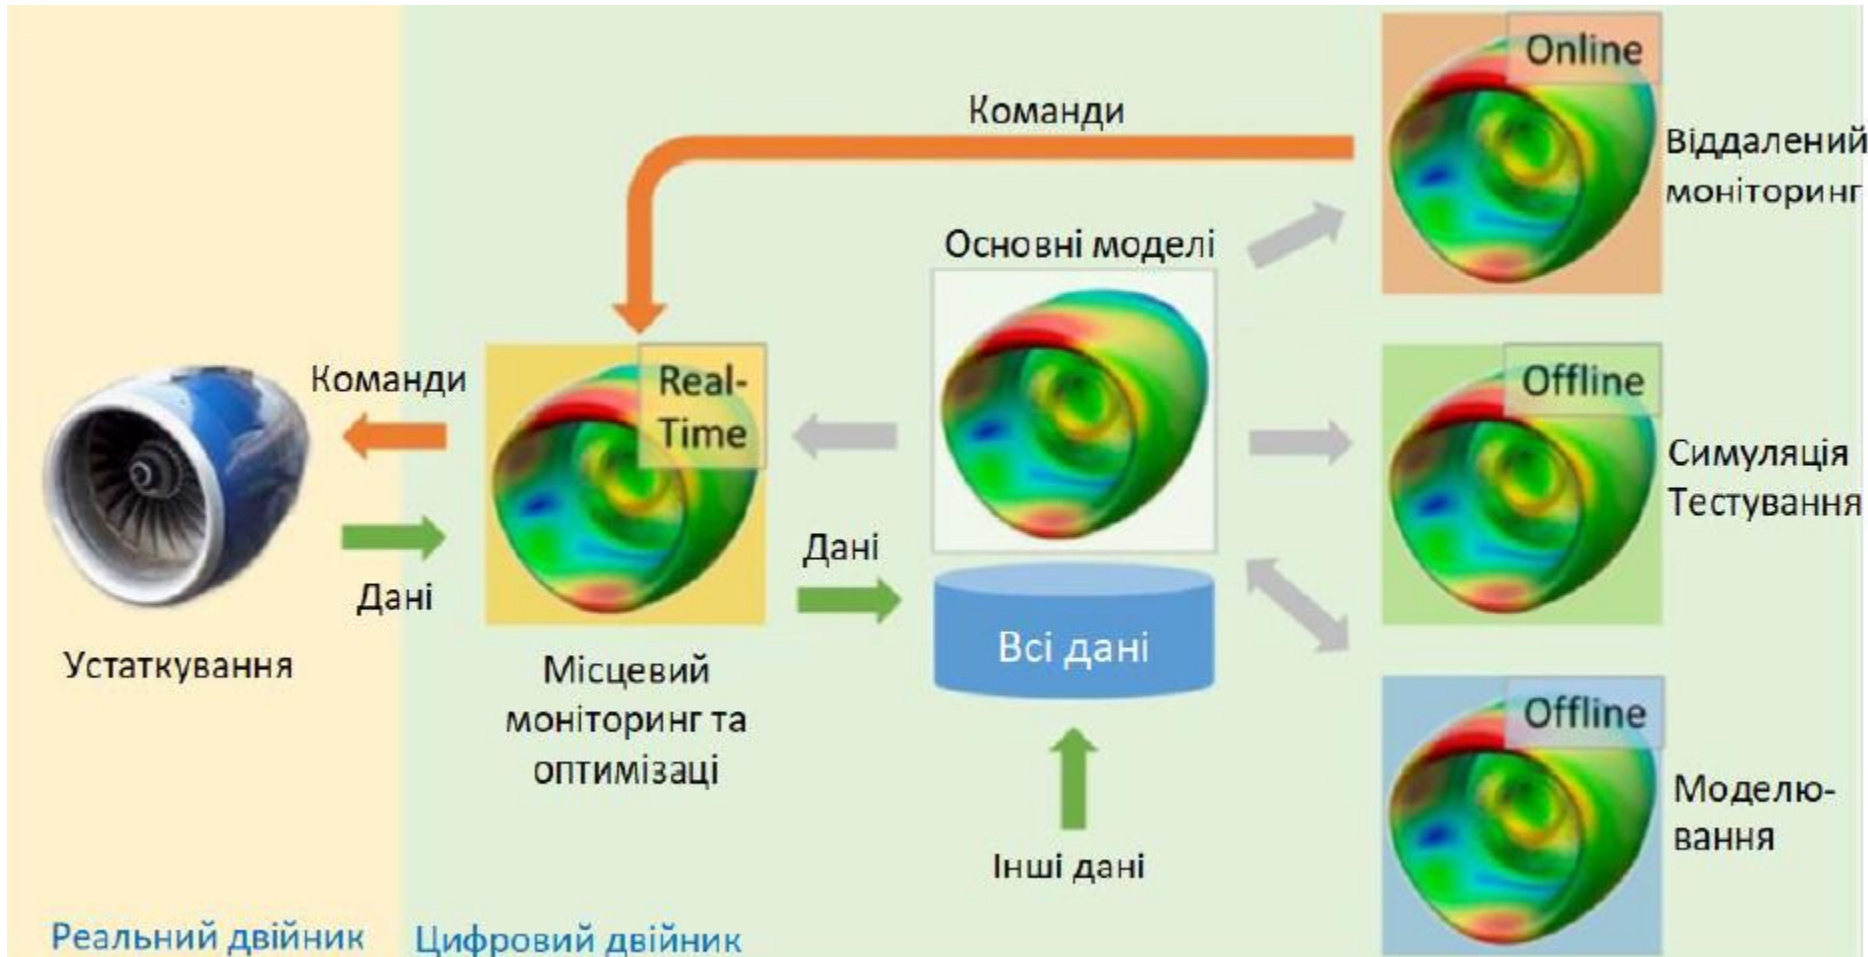 Online
Команди
Віддалений
моніторинг
Основні моделі
Команди
Real-
Time
Offline
Симуляція
Тестування
Дані
Дані
Всі дані
Устаткування
Місцевий
моніторинг та
оптимізаці
Offline
Моделю-
вання
Інші дані
Реальний двійник
Цифровий двійник